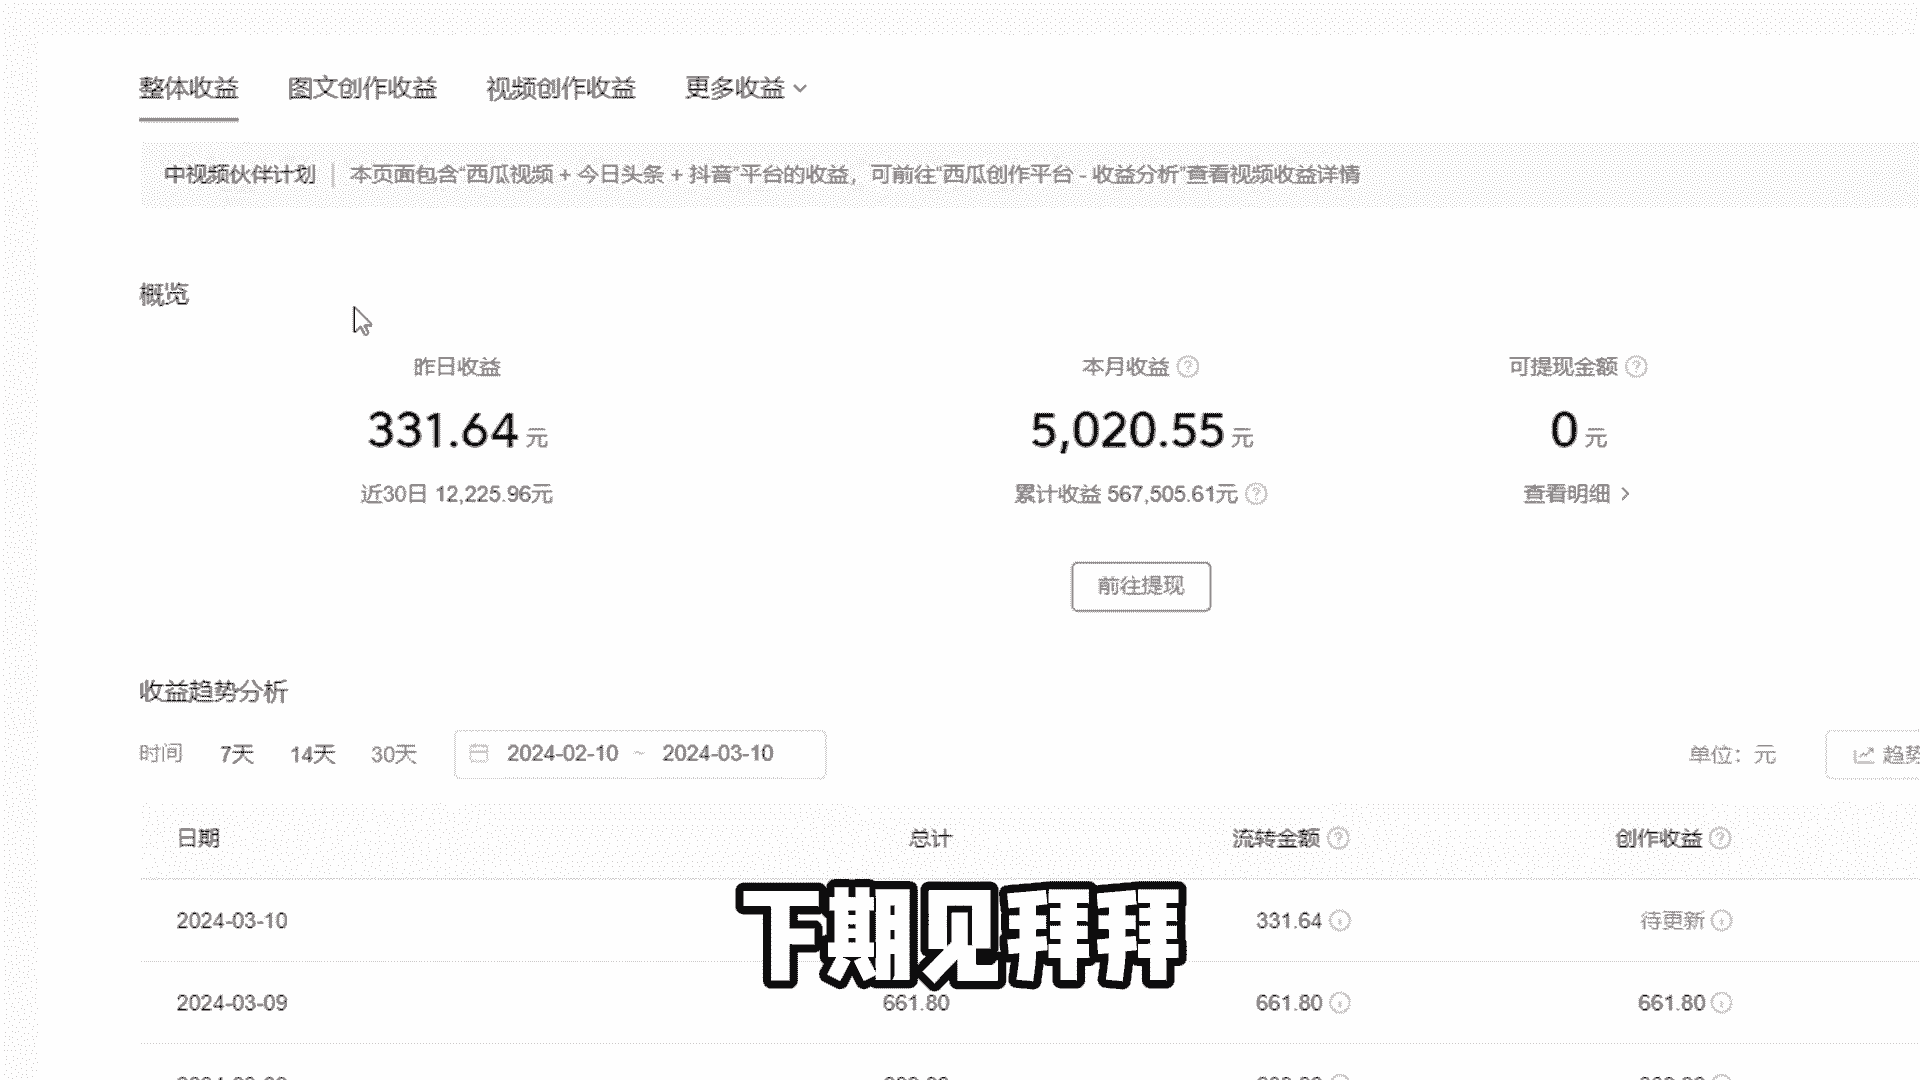 整体收益 图文创作收益 视频创作收益 更多收益
中视频伙伴计划 | 本页面包含“西瓜视频 + 今日头条 + 抖音”平台的收益，可前往“西瓜创作平台 - 收益分析”查看视频收益详情
概览
昨日收益 本月收益 可提现金额
331.64 元 5,020.55 元 0 元
近30日 12,225.96元 累计收益 567,505.61元 查看明细
前往提现
收益趋势分析
时间 7天 14天 30天 2024-02-10 ~ 2024-03-10 单位：元 趋势
日期 总计 流转金额 创作收益
2024-03-10 331.64 待更新
下期见拜拜
2024-03-09 661.80 661.80 661.80